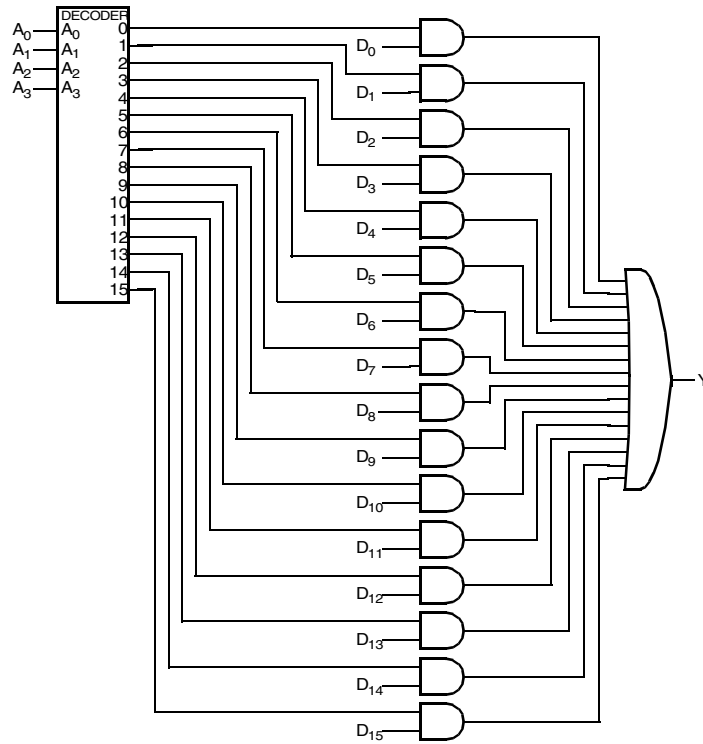 DECODER
A0 A0 0
A1 A1 1
A2 A2 2
A3 A3 3
4
5
6
7
8
9
10
11
12
13
14
15
D0
D1
D2
D3
D4
D5
D6
D7
D8
D9
D10
D11
D12
D13
D14
D15
Y